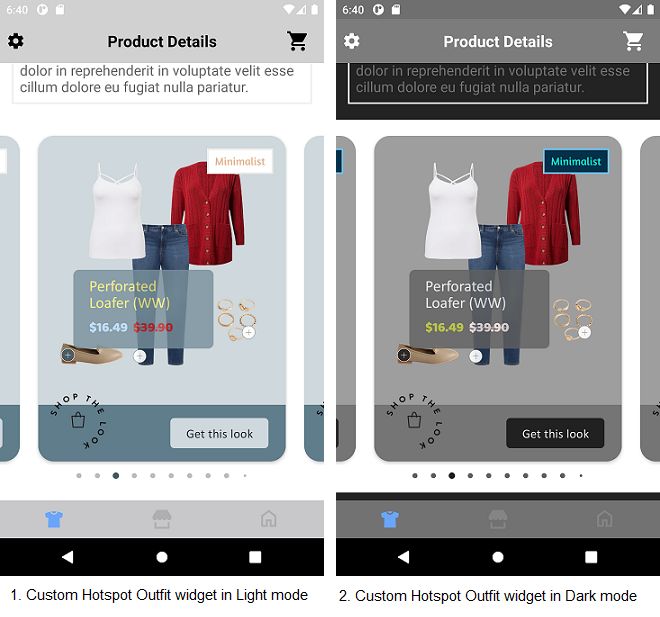 6:40
Product Details
dolor in reprehenderit in voluptate velit esse
cillum dolore eu fugiat nulla pariatur.
Minimalist
Perforated
Loafer (WW)
$16.49 $39.90
SHOP THE LOOK
Get this look
1. Custom Hotspot Outfit widget in Light mode
6:40
Product Details
dolor in reprehenderit in voluptate velit esse
cillum dolore eu fugiat nulla pariatur.
Minimalist
Perforated
Loafer (WW)
$16.49 $39.90
SHOP THE LOOK
Get this look
2. Custom Hotspot Outfit widget in Dark mode